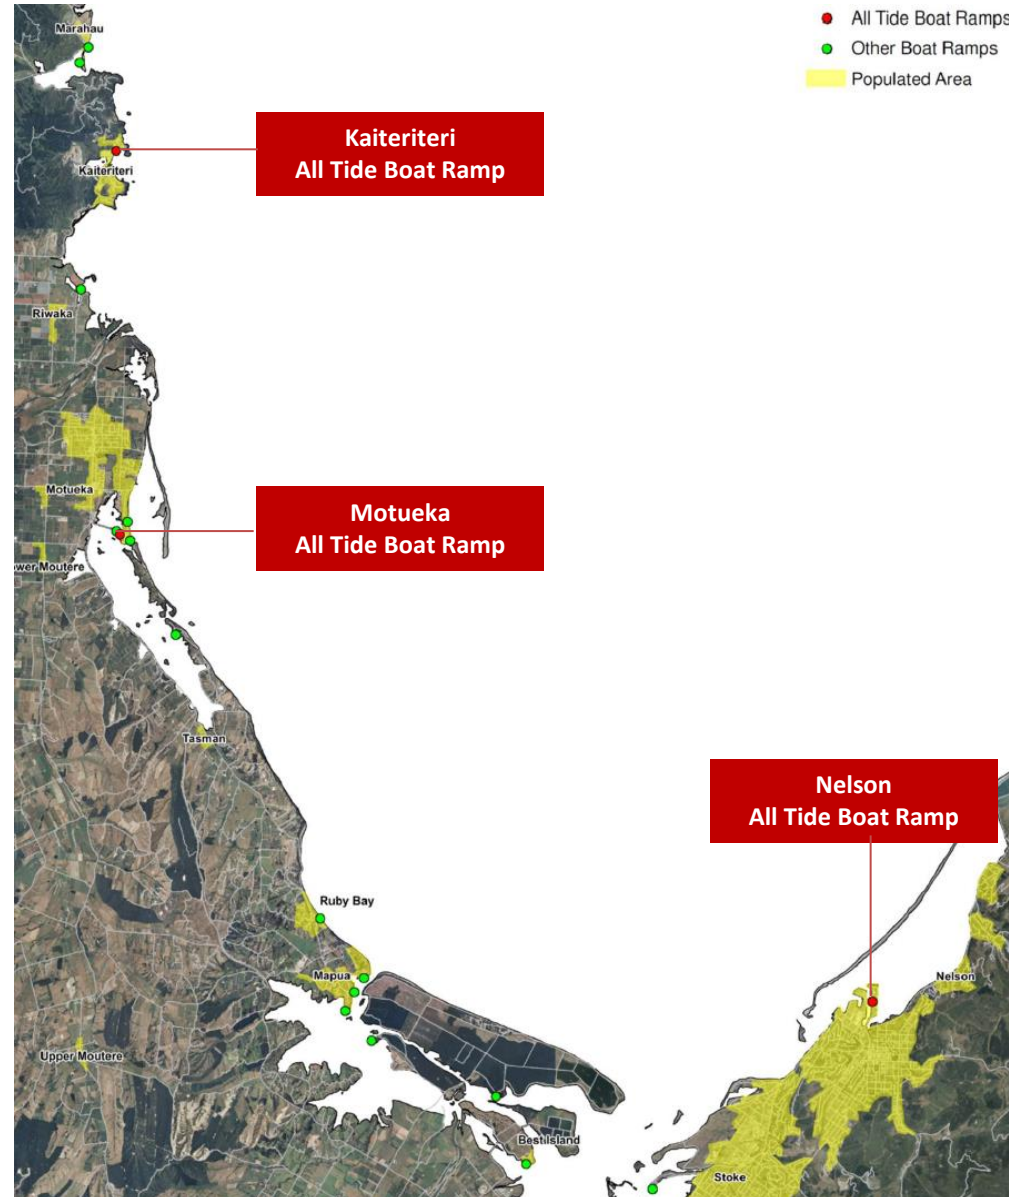 Marahau
All Tide Boat Ramps
Other Boat Ramps
Populated Area
Kaiteriteri
All Tide Boat Ramp
Kaiteriteri
Riwaka
Motueka
Motueka
All Tide Boat Ramp
ower Moutere
Tasman
Nelson
All Tide Boat Ramp
Ruby Bay
Mapua
Nelson
Upper Moutere
Best Island
Stoke